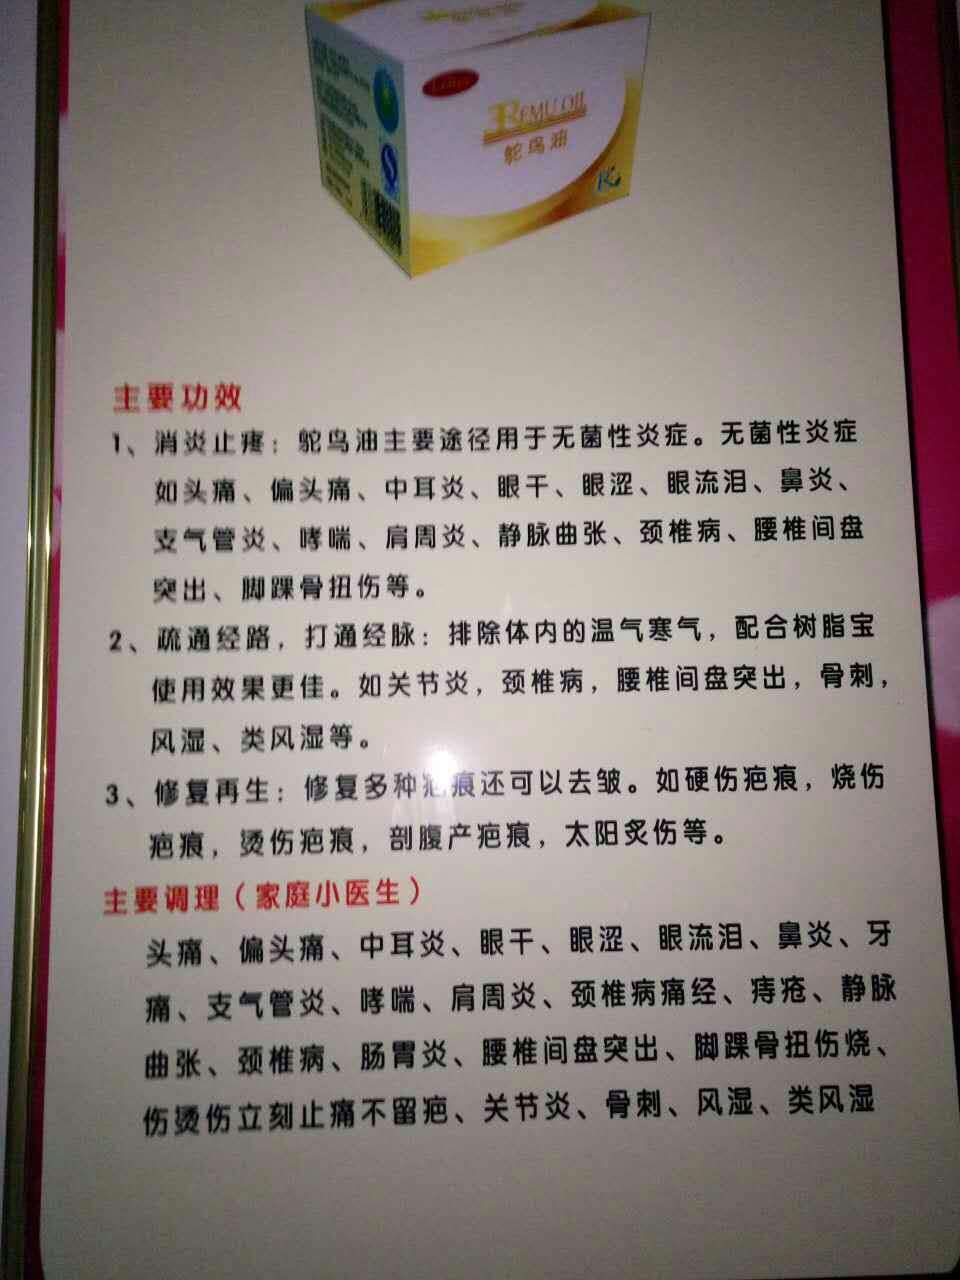 EMU OIL
鸵鸟油
主要功效
1、消炎止疼：鸵鸟油主要途径用于无菌性炎症。无菌性炎症
如头痛、偏头痛、中耳炎、眼干、眼涩、眼流泪、鼻炎、
支气管炎、哮喘、肩周炎、静脉曲张、颈椎病、腰椎间盘
突出、脚踝骨扭伤等。
2、疏通经路，打通经脉：排除体内的温气寒气，配合树脂宝
使用效果更佳。如关节炎，颈椎病，腰椎间盘突出，骨刺，
风湿、类风湿等。
3、修复再生：修复多种疤痕还可以去皱。如硬伤疤痕，烧伤
疤痕，烫伤疤痕，剖腹产疤痕，太阳炙伤等。
主要调理（家庭小医生）
头痛、偏头痛、中耳炎、眼干、眼涩、眼流泪、鼻炎、牙
痛、支气管炎、哮喘、肩周炎、颈椎病痛经、痔疮、静脉
曲张、颈椎病、肠胃炎、腰椎间盘突出、脚踝骨扭伤烧、
伤烫伤立刻止痛不留疤、关节炎、骨刺、风湿、类风湿